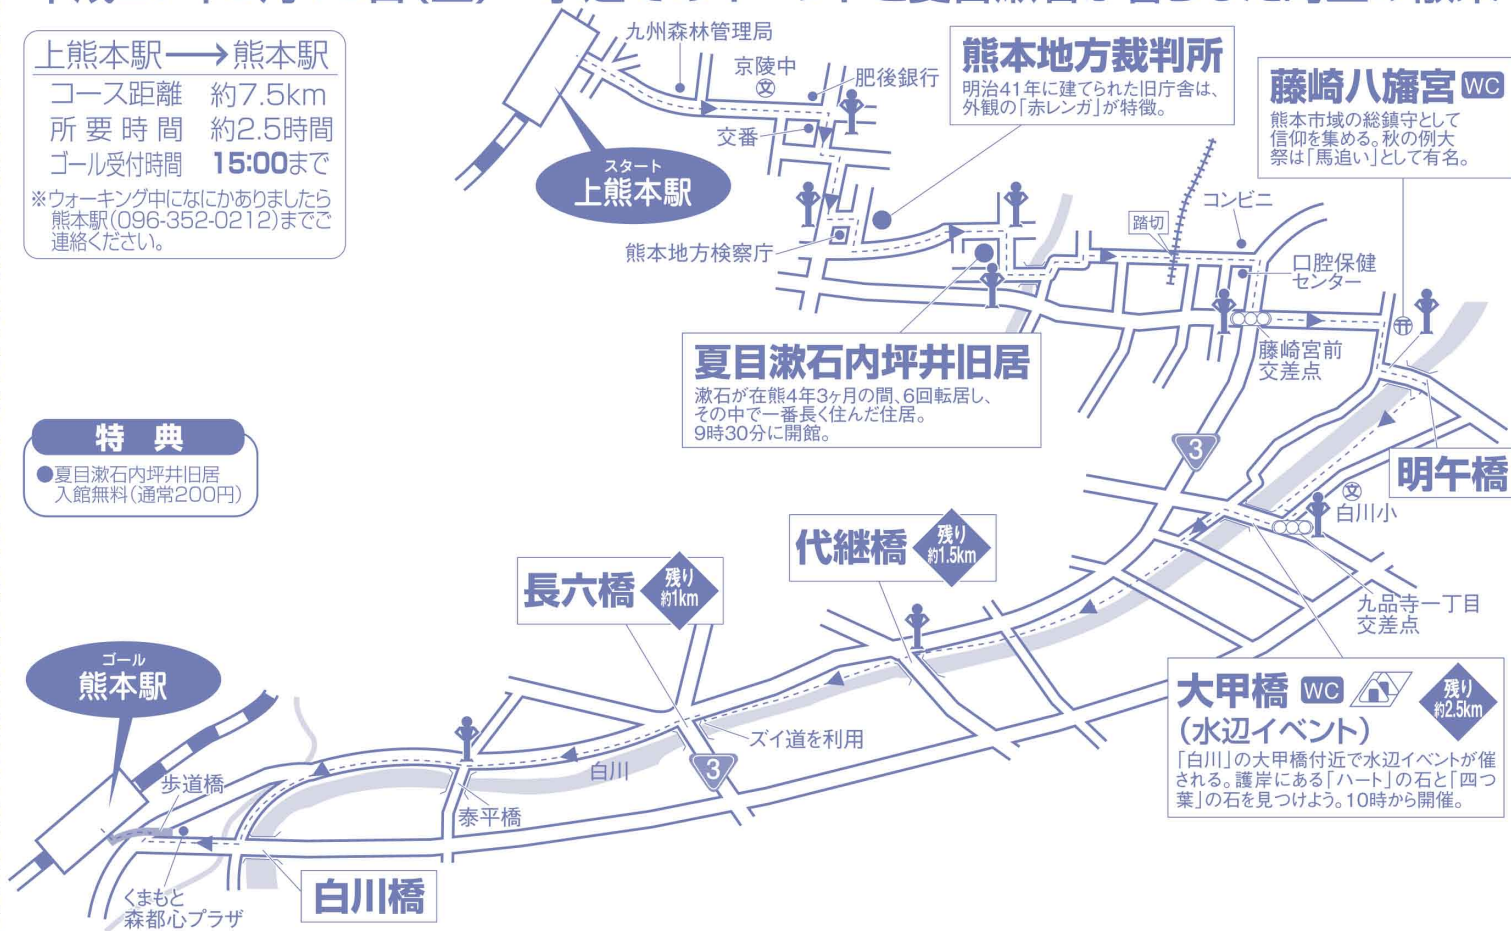 上熊本駅→熊本駅
コース距離 約7.5km
所要時間 約2.5時間
ゴール受付時間 15:00まで
※ウォーキング中になにかありましたら
熊本駅(096-352-0212)までご
連絡ください。
九州森林管理局
京陵中
文
肥後銀行
交番
スタート
上熊本駅
熊本地方裁判所
明治41年に建てられた旧庁舎は、
外観の「赤レンガ」が特徴。
藤崎八旛宮 WC
熊本市域の総鎮守として
信仰を集める。秋の例大
祭は「馬追い」として有名。
熊本地方検察庁
踏切
コンビニ
口腔保健
センター
夏目漱石内坪井旧居
漱石が在熊4年3ヶ月の間、6回転居し、
その中で一番長く住んだ住居。
9時30分に開館。
藤崎宮前
交差点
特 典
●夏目漱石内坪井旧居
入館無料(通常200円)
3
明午橋
文
白川小
代継橋
残り
約1.5km
長六橋
残り
約1km
九品寺一丁目
交差点
ゴール
熊本駅
大甲橋 WC
残り
約2.5km
(水辺イベント)
「白川」の大甲橋付近で水辺イベントが催
される。護岸にある「ハート」の石と「四つ
葉」の石を見つけよう。10時から開催。
ズイ道を利用
白川
3
歩道橋
泰平橋
白川橋
くまもと
森都心プラザ